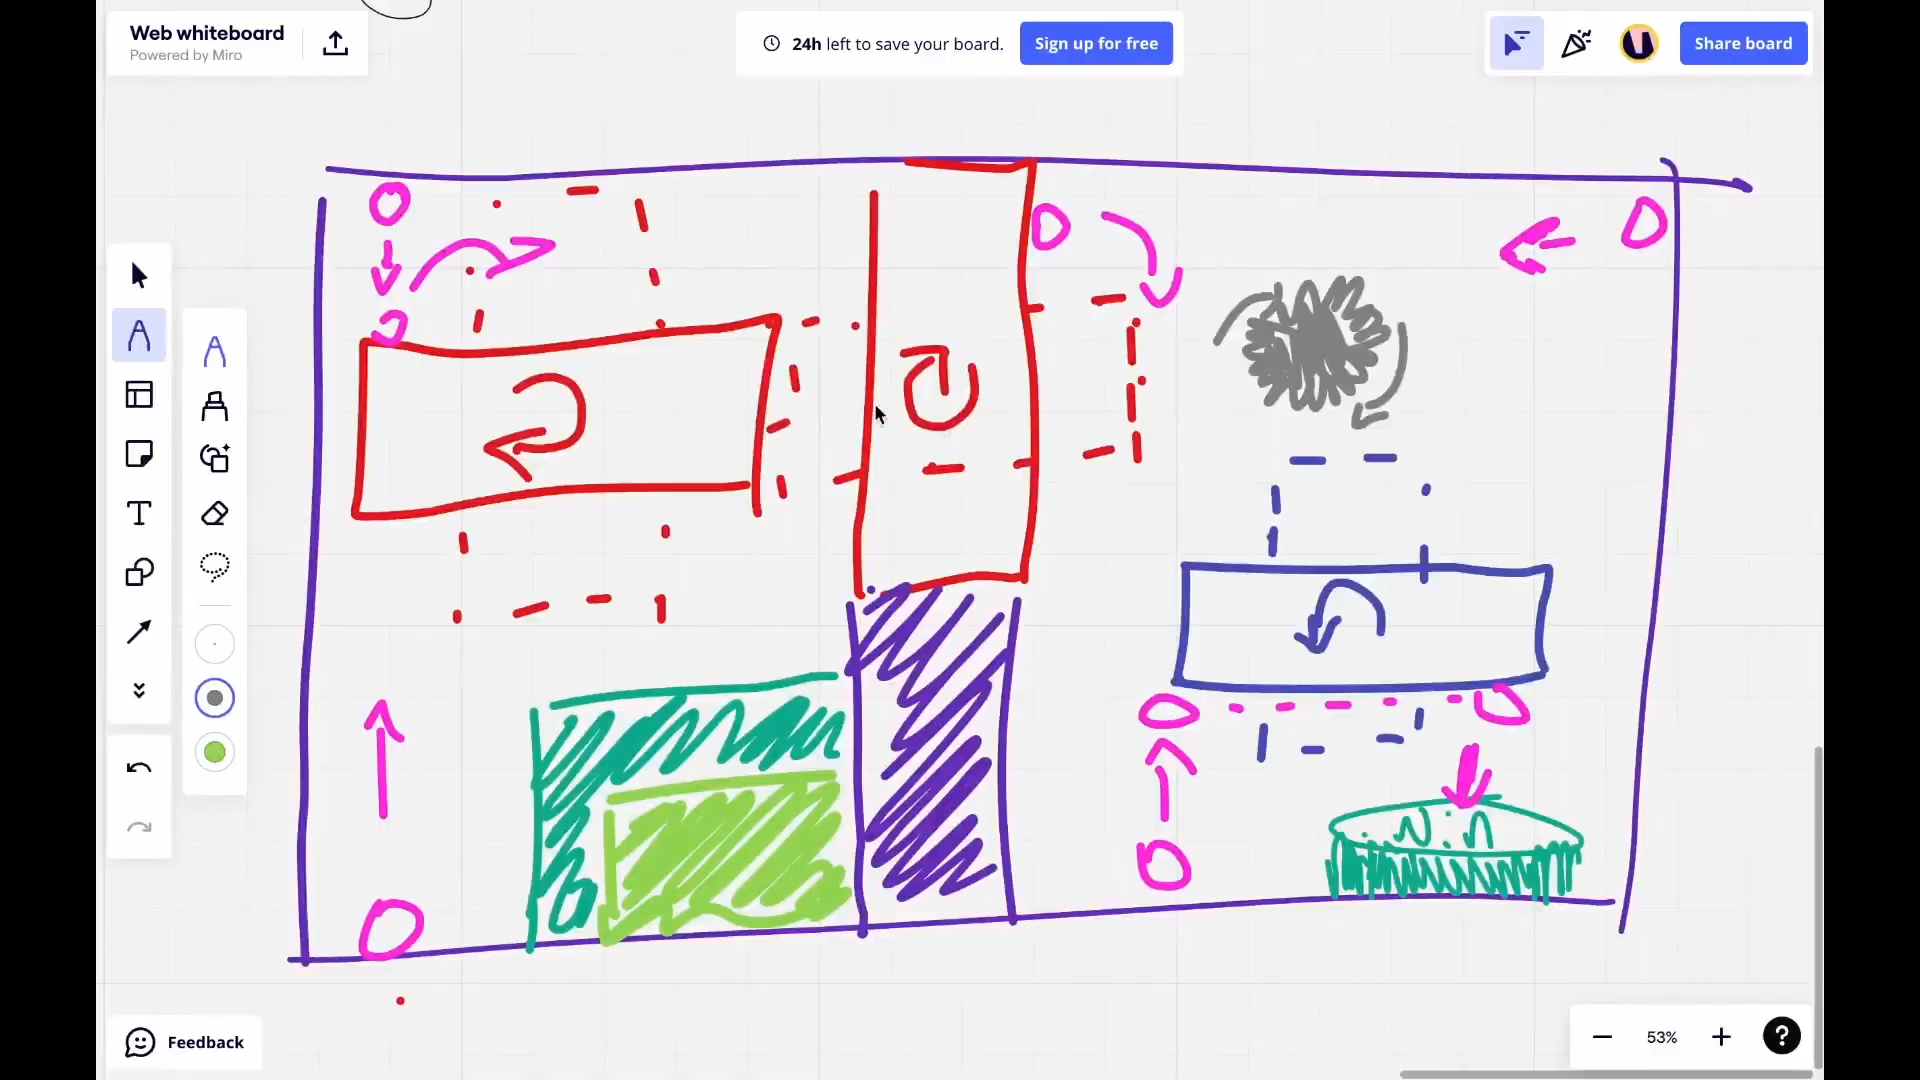 Web whiteboard
Powered by Miro
24h left to save your board.
Sign up for free
Share board
T
win
Feedback
53%
?